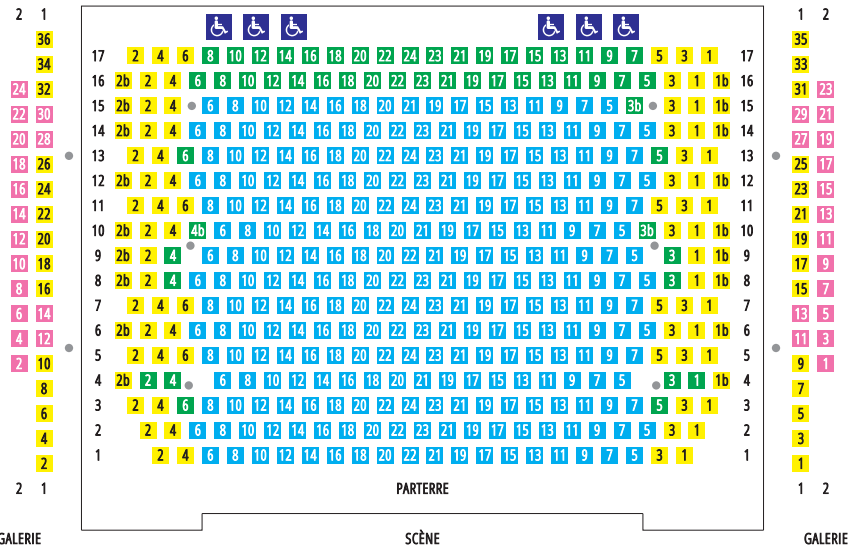 2 1 1 2
36 35
17 2 4 6 8 10 12 14 16 18 20 22 24 23 21 19 17 15 13 11 9 7 5 3 1 17
34 33
16 2b 2 4 6 8 10 12 14 16 18 20 22 23 21 19 17 15 13 11 9 7 5 3 1 1b 16
24 32 31 23
15 2b 2 4 6 8 10 12 14 16 18 20 21 19 17 15 13 11 9 7 5 3b 3 1 1b 15
22 30 29 21
14 2b 2 4 6 8 10 12 14 16 18 20 22 23 21 19 17 15 13 11 9 7 5 3 1 1b 14
20 28 27 19
13 2 4 6 8 10 12 14 16 18 20 22 24 23 21 19 17 15 13 11 9 7 5 3 1 13
18 26 25 17
12 2b 2 4 6 8 10 12 14 16 18 20 22 23 21 19 17 15 13 11 9 7 5 3 1 1b 12
16 24 23 15
11 2 4 6 8 10 12 14 16 18 20 22 24 23 21 19 17 15 13 11 9 7 5 3 1 11
14 22 21 13
10 2b 2 4 4b 6 8 10 12 14 16 18 20 21 19 17 15 13 11 9 7 5 3b 3 1 1b 10
12 20 19 11
9 2b 2 4 6 8 10 12 14 16 18 20 22 23 21 19 17 15 13 11 9 7 5 3 1 1b 9
10 18 17 9
8 2b 2 4 6 8 10 12 14 16 18 20 22 23 21 19 17 15 13 11 9 7 5 3 1 1b 8
8 16 15 7
7 2 4 6 8 10 12 14 16 18 20 22 24 23 21 19 17 15 13 11 9 7 5 3 1 7
6 14 13 5
6 2b 2 4 6 8 10 12 14 16 18 20 22 23 21 19 17 15 13 11 9 7 5 3 1 1b 6
4 12 11 3
5 2 4 6 8 10 12 14 16 18 20 22 24 23 21 19 17 15 13 11 9 7 5 3 1 5
2 10 9 1
4 2b 2 4 6 8 10 12 14 16 18 20 21 19 17 15 13 11 9 7 5 3 1 1b 4
8 7
3 2 4 6 8 10 12 14 16 18 20 22 24 23 21 19 17 15 13 11 9 7 5 3 1 3
6 5
2 2 4 6 8 10 12 14 16 18 20 22 23 21 19 17 15 13 11 9 7 5 3 1 2
4 3
1 2 4 6 8 10 12 14 16 18 20 22 21 19 17 15 13 11 9 7 5 3 1 1
2 1
2 1 PARTERRE 1 2
GALERIE SCÈNE GALERIE